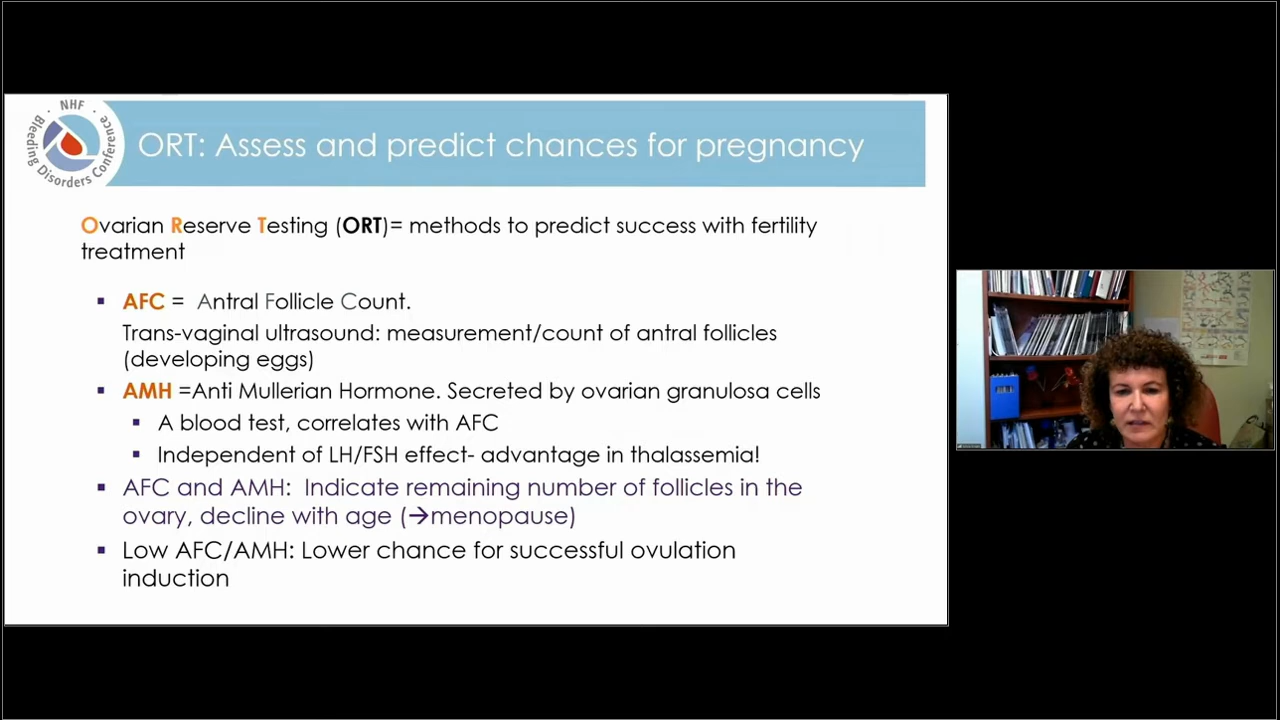 NHF
Bleeding Disorders Conference
ORT: Assess and predict chances for pregnancy
Ovarian Reserve Testing (ORT)= methods to predict success with fertility
treatment
▪ AFC = Antral Follicle Count.
Trans-vaginal ultrasound: measurement/count of antral follicles
(developing eggs)
▪ AMH =Anti Mullerian Hormone. Secreted by ovarian granulosa cells
▪ A blood test, correlates with AFC
▪ Independent of LH/FSH effect- advantage in thalassemia!
▪ AFC and AMH: Indicate remaining number of follicles in the
ovary, decline with age (→menopause)
▪ Low AFC/AMH: Lower chance for successful ovulation
induction